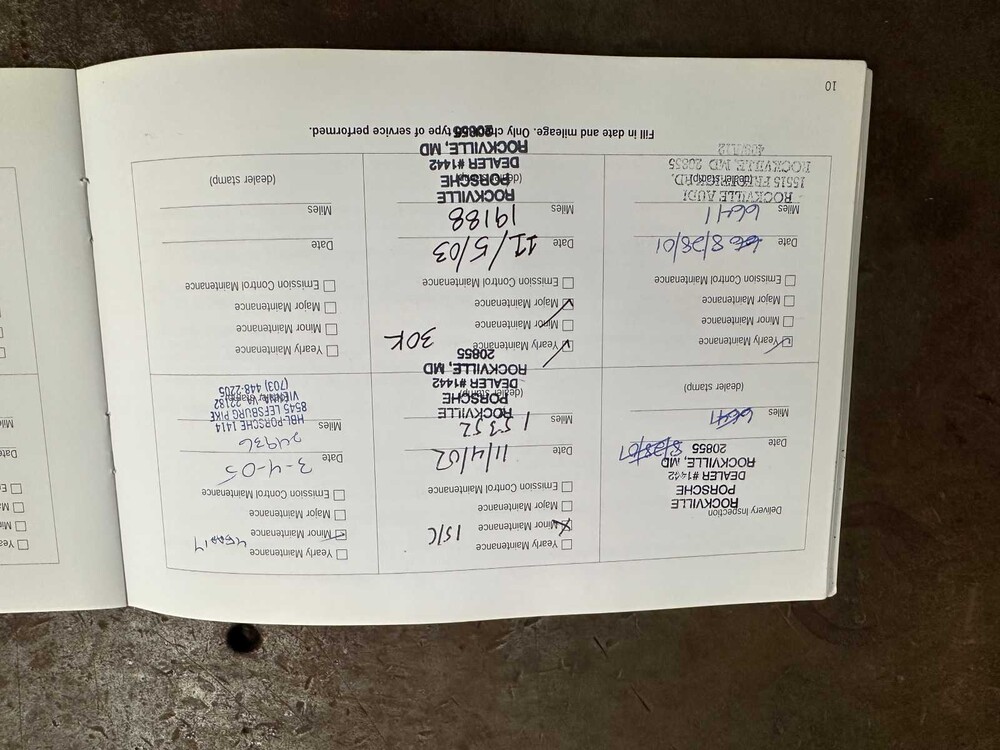 Delivery Inspection
ROCKVILLE
PORSCHE
DEALER #1442
ROCKVILLE, MD
20855
Date 8/28/01
Miles 6641
(dealer stamp)
Yearly Maintenance
Minor Maintenance 15K
Major Maintenance
Emission Control Maintenance
Date 11/4/02
Miles 15352
ROCKVILLE
PORSCHE
(dealer stamp)
DEALER #1442
ROCKVILLE, MD
20855
Yearly Maintenance
Minor Maintenance
Major Maintenance
Emission Control Maintenance
Date 3-4-05
Miles 24936
HBL-PORSCHE 1414
8545 LEESBURG PIKE
VIENNA, VA 22182
(703) 448-2205
Yearly Maintenance
Minor Maintenance
Major Maintenance
Emission Control Maintenance
Date 8/28/01
Miles 6641
ROCKVILLE AUDI
15515 FREDERICK RD.
(dealer stamp)
ROCKVILLE, MD 20855
Yearly Maintenance 30K
Minor Maintenance
Major Maintenance
Emission Control Maintenance
Date 11/5/03
Miles 19188
ROCKVILLE
PORSCHE
DEALER #1442
ROCKVILLE, MD
20855
Yearly Maintenance
Minor Maintenance
Major Maintenance
Emission Control Maintenance
Date
Miles
(dealer stamp)
Fill in date and mileage. Only check type of service performed.
10